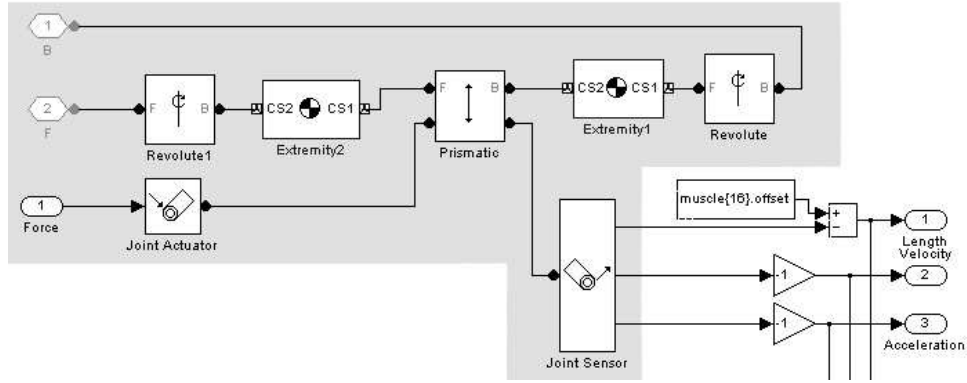 1
B
2
F
F
B
Revolute1
CS2
CS1
Extremity2
F
B
Prismatic
CS2
CS1
Extremity1
F
B
Revolute
1
Force
Joint Actuator
Joint Sensor
muscle{16}.offset
+
−
1
Length
Velocity
-1
2
-1
3
Acceleration